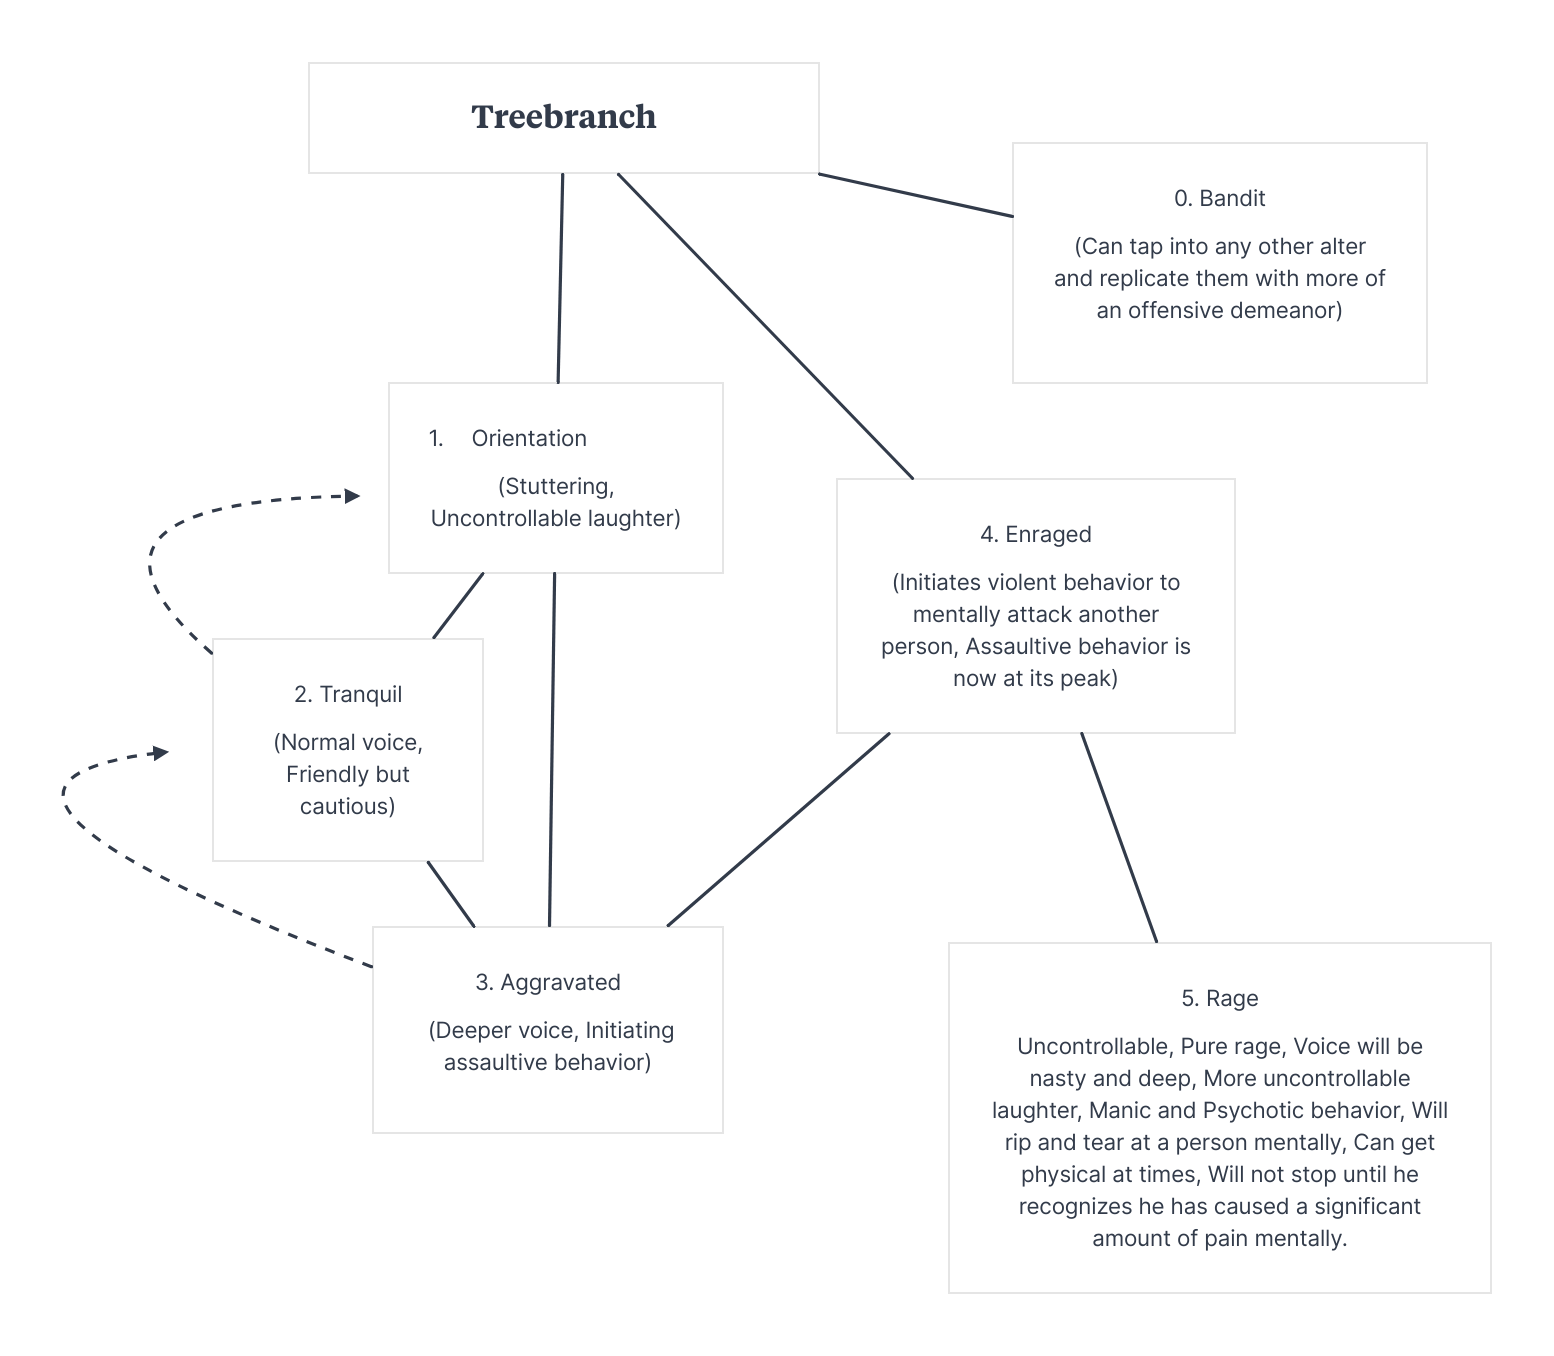 Treebranch
0. Bandit
(Can tap into any other alter
and replicate them with more of
an offensive demeanor)
1. Orientation
(Stuttering,
Uncontrollable laughter)
4. Enraged
(Initiates violent behavior to
mentally attack another
person, Assaultive behavior is
now at its peak)
2. Tranquil
(Normal voice,
Friendly but
cautious)
3. Aggravated
(Deeper voice, Initiating
assaultive behavior)
5. Rage
Uncontrollable, Pure rage, Voice will be
nasty and deep, More uncontrollable
laughter, Manic and Psychotic behavior, Will
rip and tear at a person mentally, Can get
physical at times, Will not stop until he
recognizes he has caused a significant
amount of pain mentally.